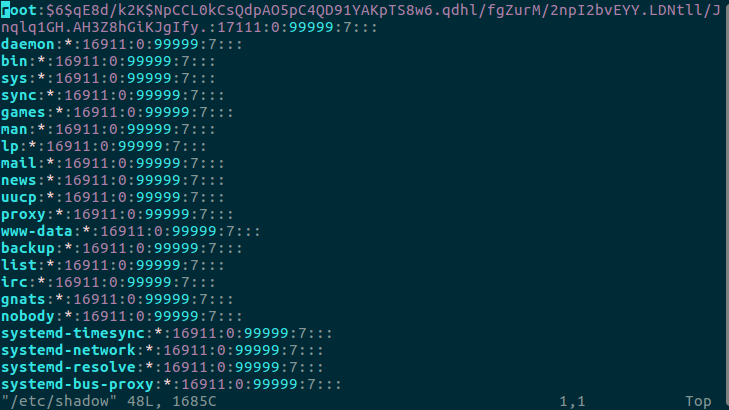 root:$6$qE8d/k2K$NpCCL0kCsQdpAO5pC4QD91YAKpTS8w6.qdhl/fgZurM/2npI2bvEYY.LDNtll/J
nqlq1GH.AH3Z8hGlKJgIfy.:17111:0:99999:7:::
daemon:*:16911:0:99999:7:::
bin:*:16911:0:99999:7:::
sys:*:16911:0:99999:7:::
sync:*:16911:0:99999:7:::
games:*:16911:0:99999:7:::
man:*:16911:0:99999:7:::
lp:*:16911:0:99999:7:::
mail:*:16911:0:99999:7:::
news:*:16911:0:99999:7:::
uucp:*:16911:0:99999:7:::
proxy:*:16911:0:99999:7:::
www-data:*:16911:0:99999:7:::
backup:*:16911:0:99999:7:::
list:*:16911:0:99999:7:::
irc:*:16911:0:99999:7:::
gnats:*:16911:0:99999:7:::
nobody:*:16911:0:99999:7:::
systemd-timesync:*:16911:0:99999:7:::
systemd-network:*:16911:0:99999:7:::
systemd-resolve:*:16911:0:99999:7:::
systemd-bus-proxy:*:16911:0:99999:7:::
"/etc/shadow" 48L, 1685C 1,1 Top